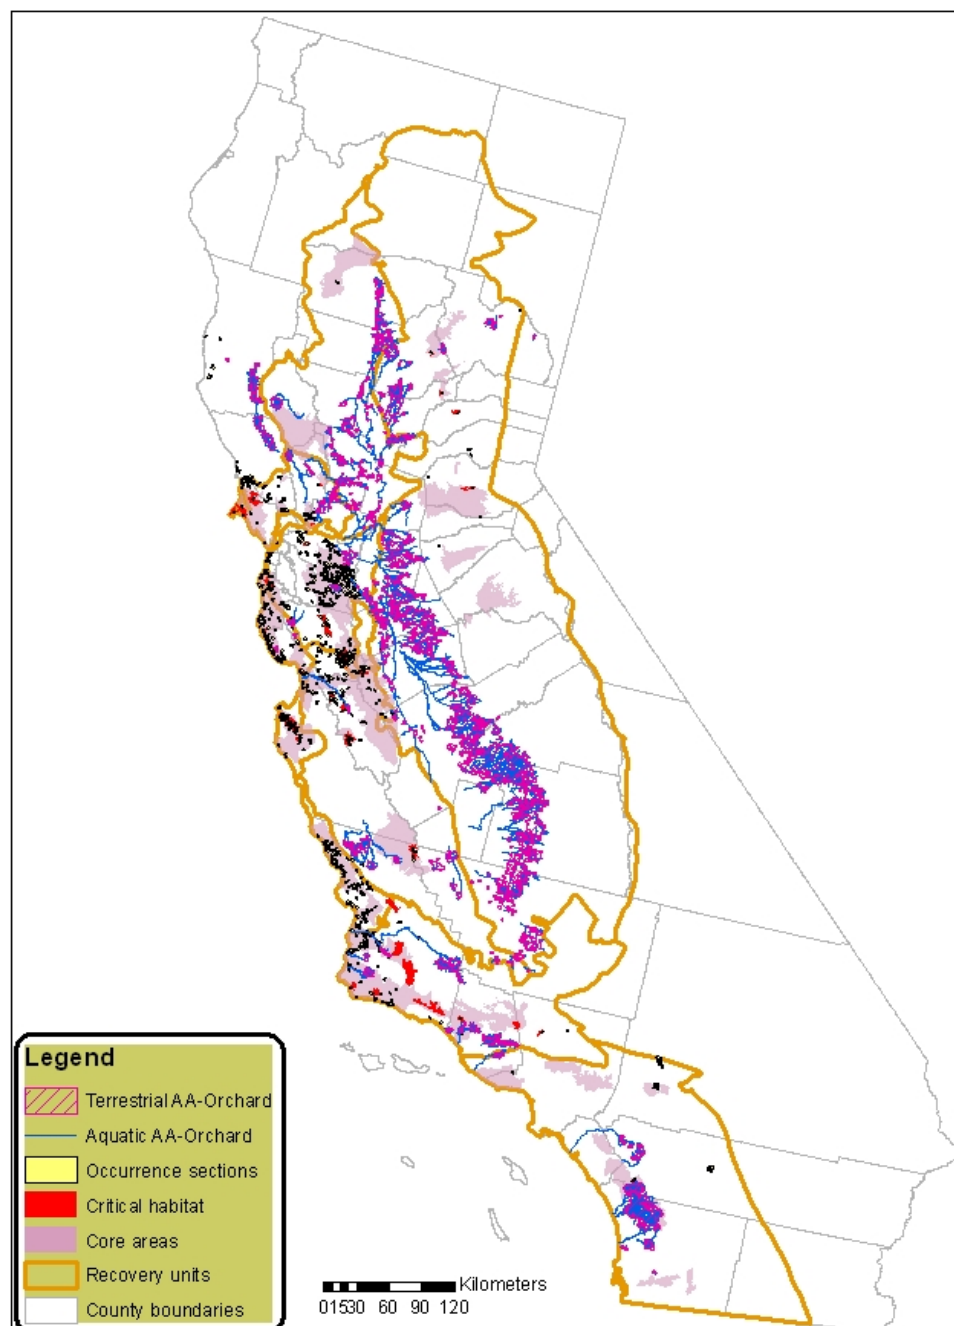 Legend
Terrestrial AA-Orchard
Aquatic AA-Orchard
Occurrence sections
Critical habitat
Core areas
Recovery units
County boundaries
Kilometers
01530 60 90 120